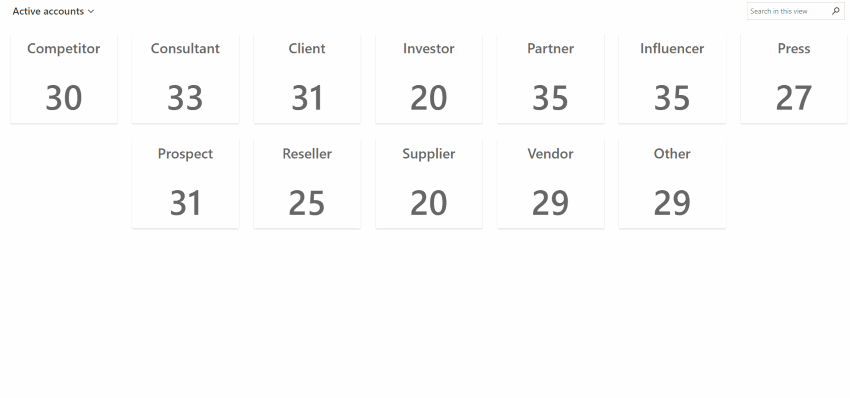 Active accounts
Search in this view
Competitor Consultant Client Investor Partner Influencer Press
30 33 31 20 35 35 27
Prospect Reseller Supplier Vendor Other
31 25 20 29 29